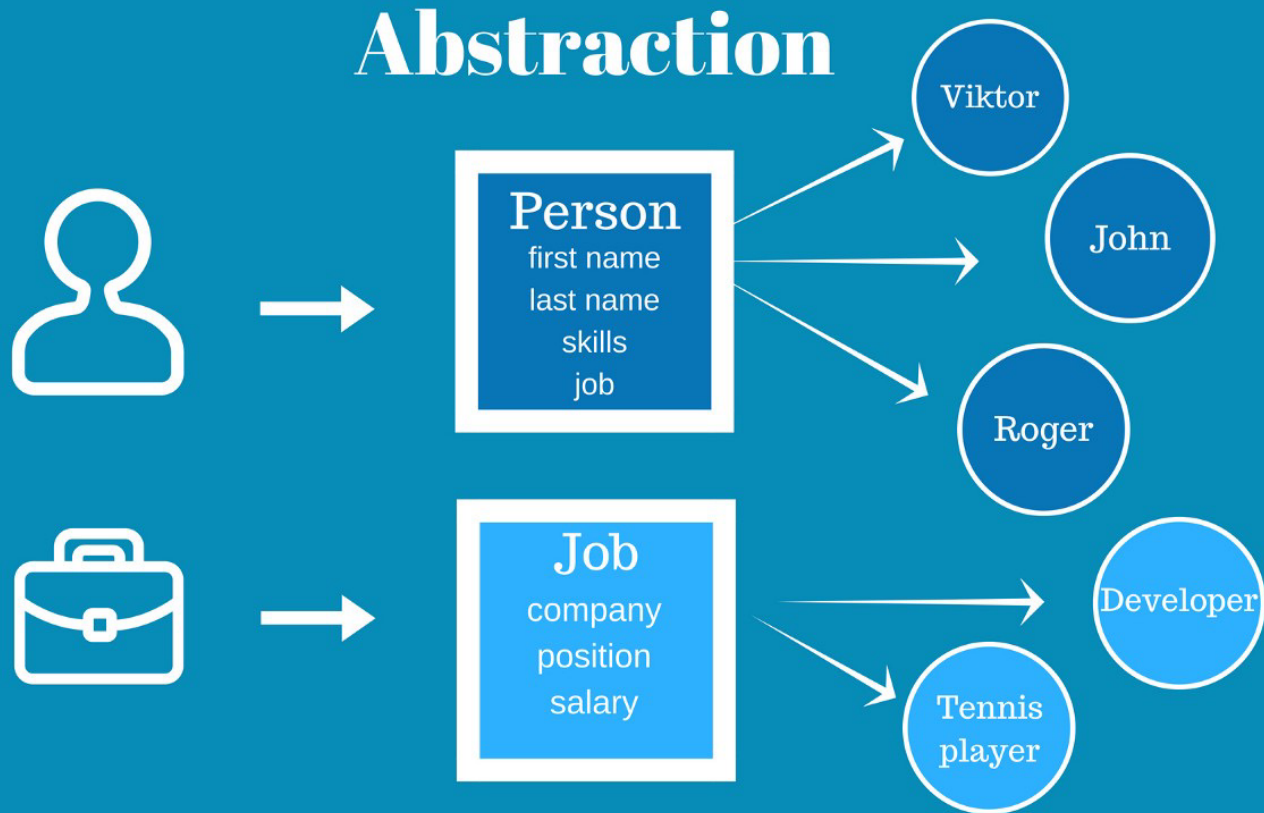 Abstraction
Viktor
John
Roger
Person
first name
last name
skills
job
Job
company
position
salary
Developer
Tennis
player